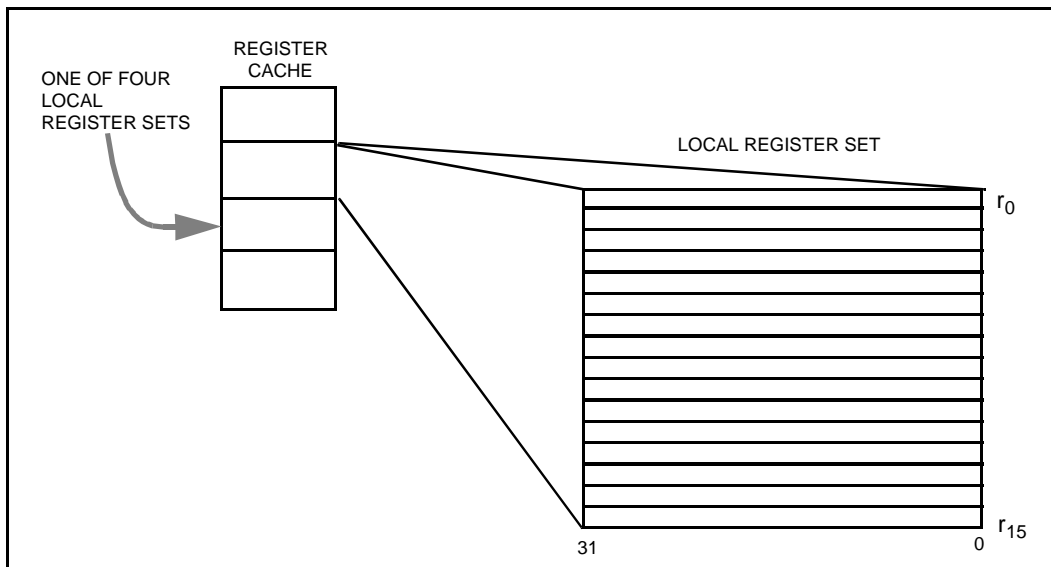 REGISTER
CACHE
ONE OF FOUR
LOCAL
REGISTER SETS
LOCAL REGISTER SET
r0
r15
31
0